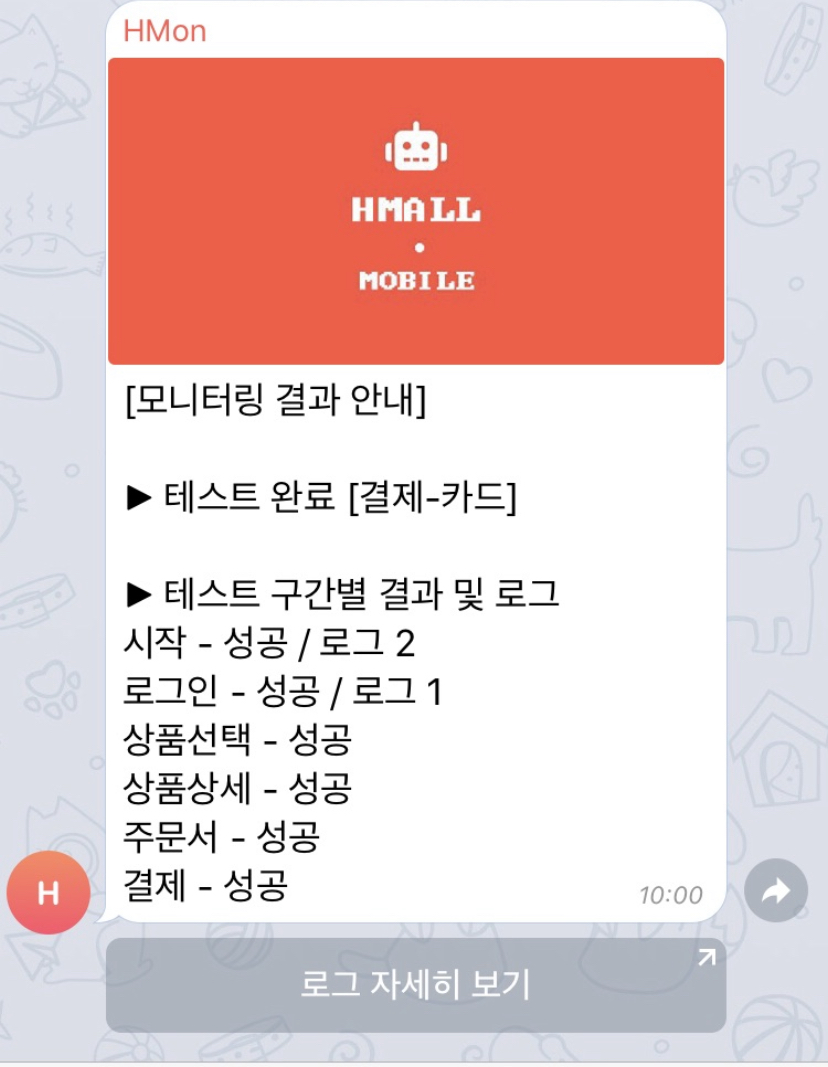 HMon
HMALL
•
MOBILE
[모니터링 결과 안내]
▶ 테스트 완료 [결제-카드]
▶ 테스트 구간별 결과 및 로그
시작 - 성공 / 로그 2
로그인 - 성공 / 로그 1
상품선택 - 성공
상품상세 - 성공
주문서 - 성공
결제 - 성공
10:00
H
로그 자세히 보기